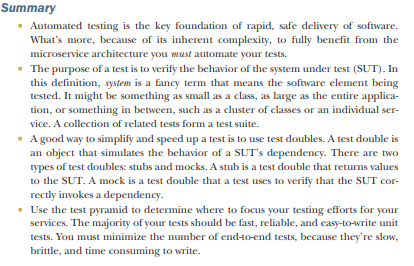 Summary
▪ Automated testing is the key foundation of rapid, safe delivery of software.
What's more, because of its inherent complexity, to fully benefit from the
microservice architecture you must automate your tests.
▪ The purpose of a test is to verify the behavior of the system under test (SUT). In
this definition, system is a fancy term that means the software element being
tested. It might be something as small as a class, as large as the entire applica-
tion, or something in between, such as a cluster of classes or an individual ser-
vice. A collection of related tests form a test suite.
▪ A good way to simplify and speed up a test is to use test doubles. A test double is
an object that simulates the behavior of a SUT's dependency. There are two
types of test doubles: stubs and mocks. A stub is a test double that returns values
to the SUT. A mock is a test double that a test uses to verify that the SUT cor-
rectly invokes a dependency.
▪ Use the test pyramid to determine where to focus your testing efforts for your
services. The majority of your tests should be fast, reliable, and easy-to-write unit
tests. You must minimize the number of end-to-end tests, because they're slow,
brittle, and time consuming to write.